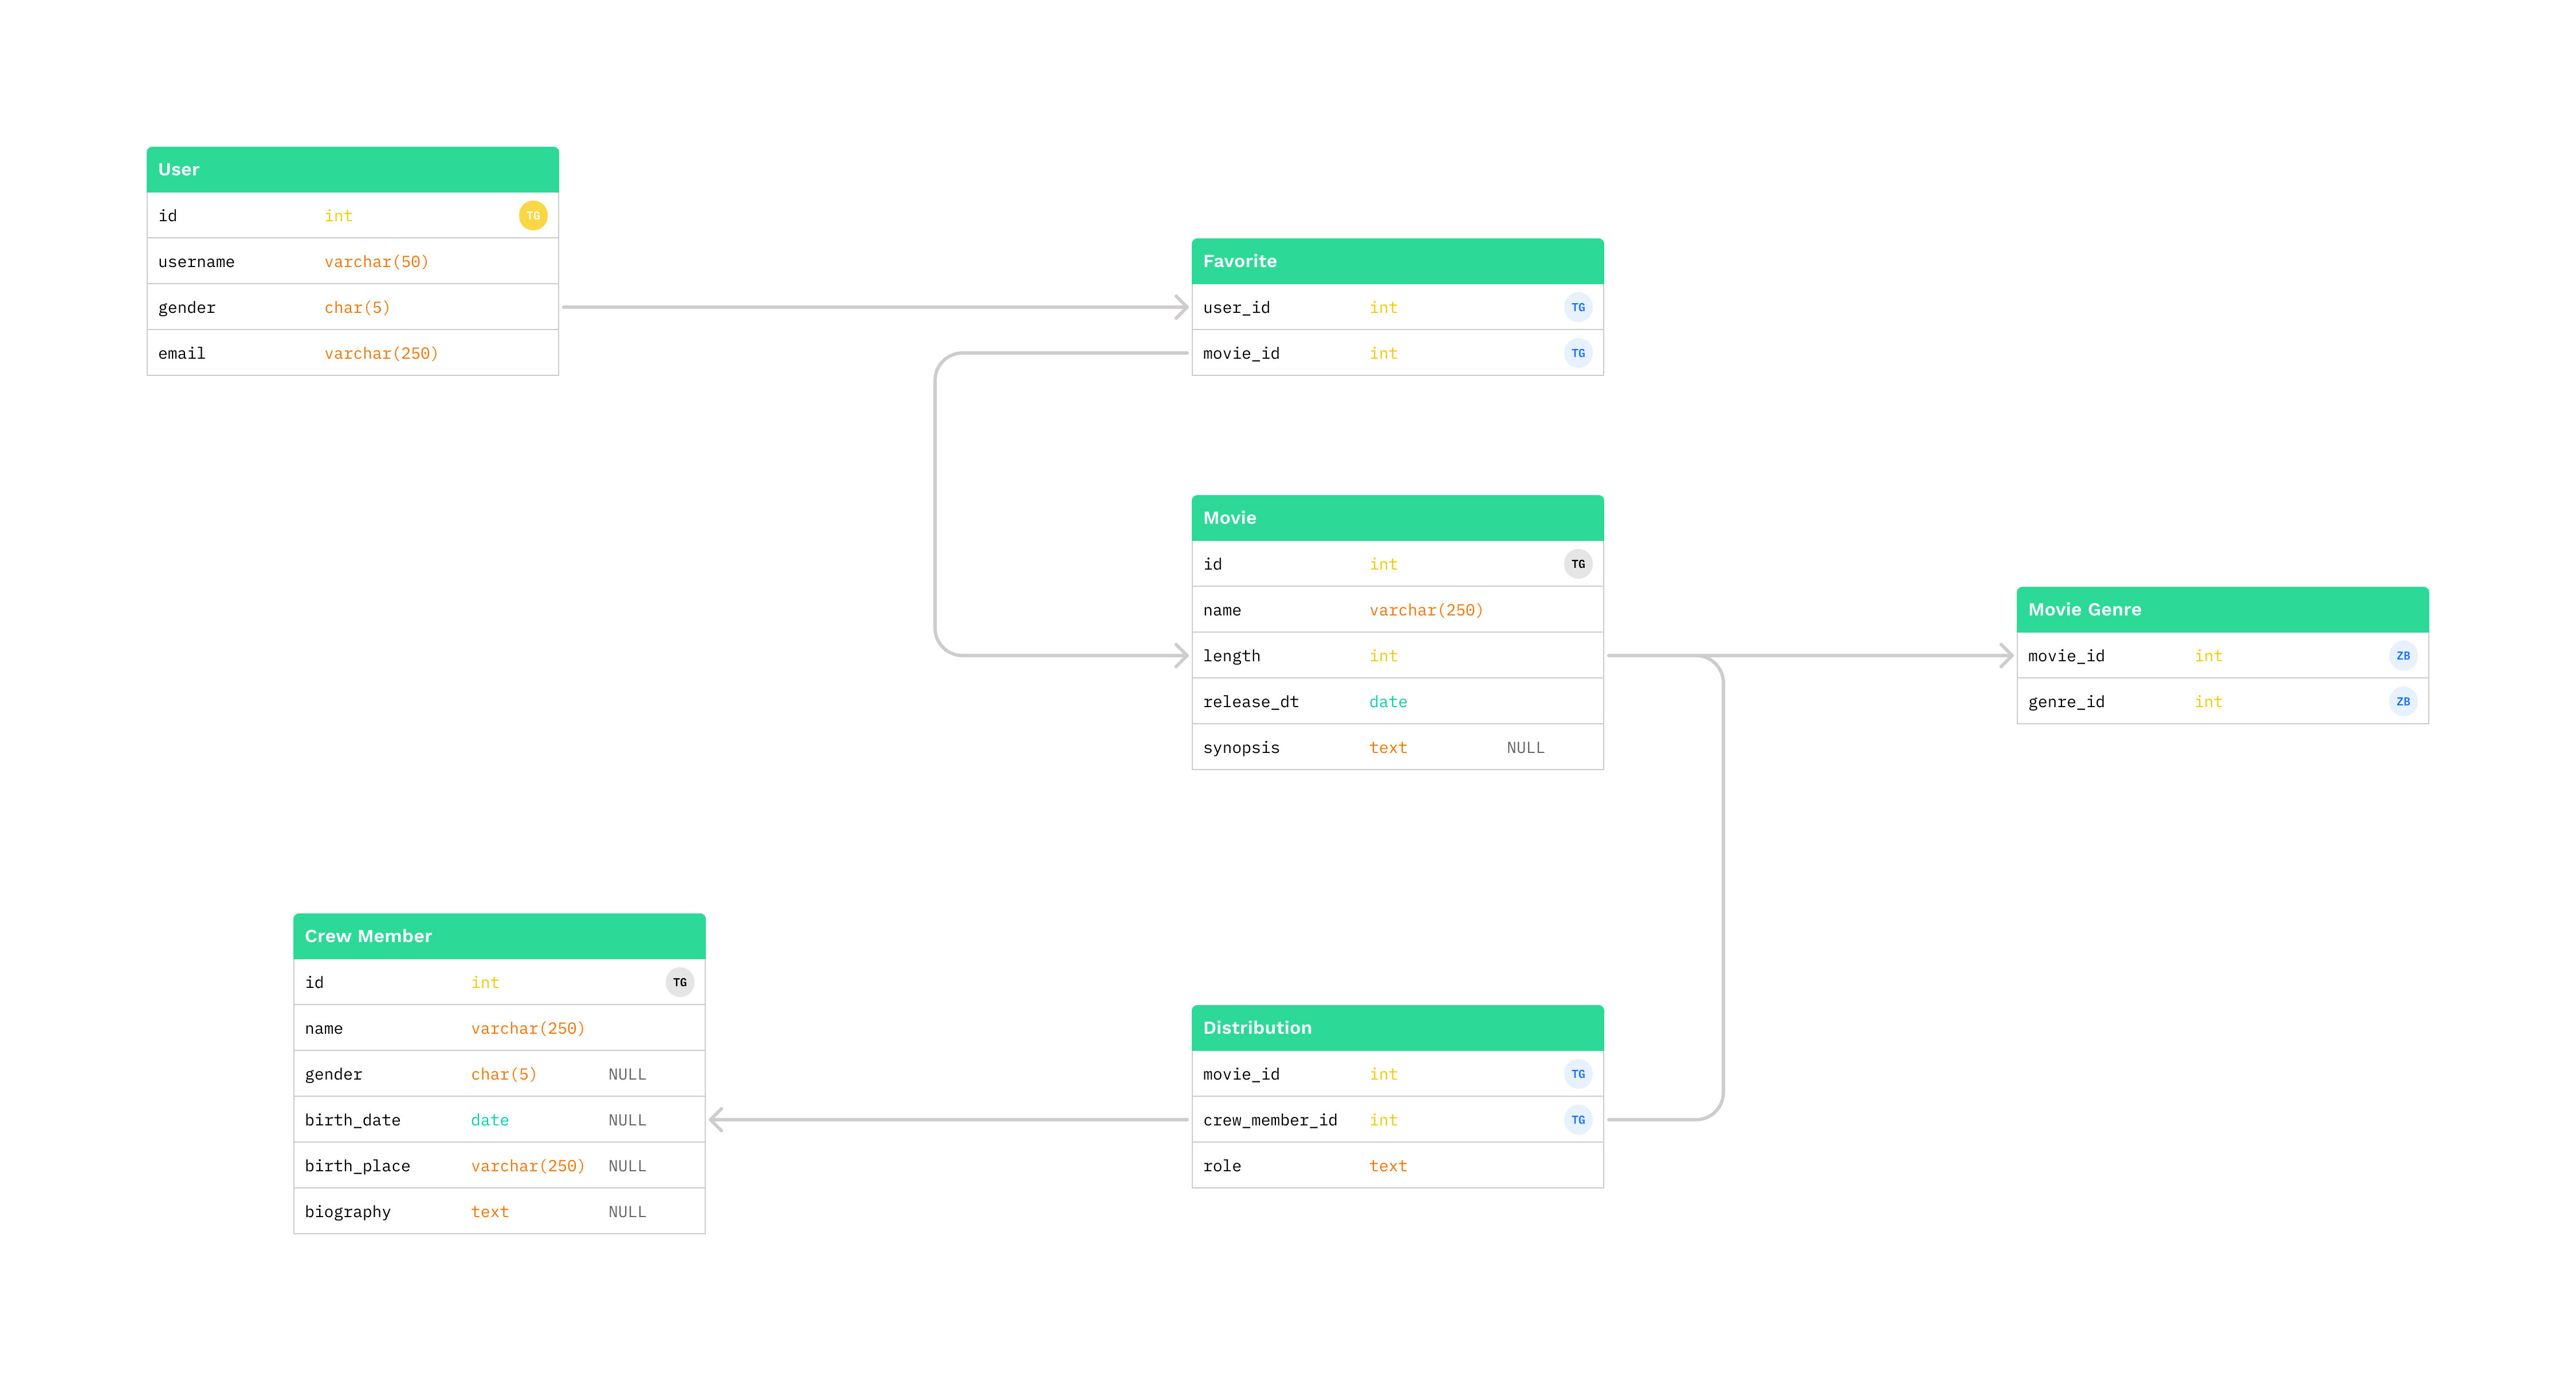 User
id int TG
username varchar(50)
gender char(5)
email varchar(250)
Favorite
user_id int TG
movie_id int TG
Movie
id int TG
name varchar(250)
length int
release_dt date
synopsis text NULL
Movie Genre
movie_id int ZB
genre_id int ZB
Crew Member
id int TG
name varchar(250)
gender char(5) NULL
birth_date date NULL
birth_place varchar(250) NULL
biography text NULL
Distribution
movie_id int TG
crew_member_id int TG
role text